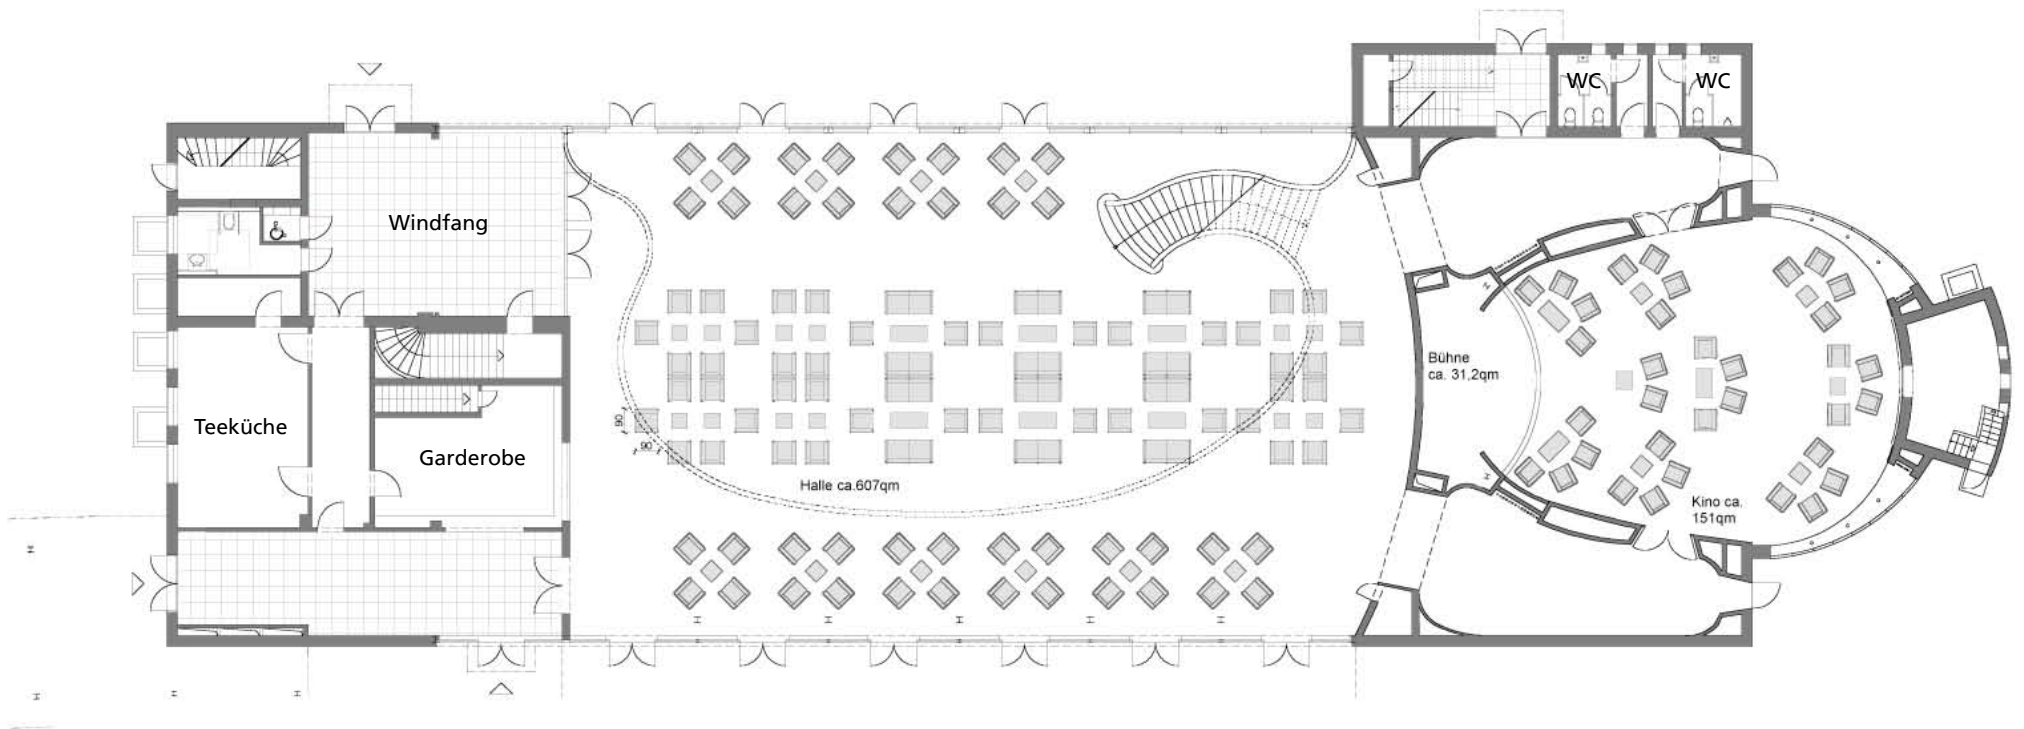 WC
WC
Windfang
Bühne
ca. 31,2qm
Teeküche
90
90
Garderobe
Halle ca.607qm
Kino ca.
151qm